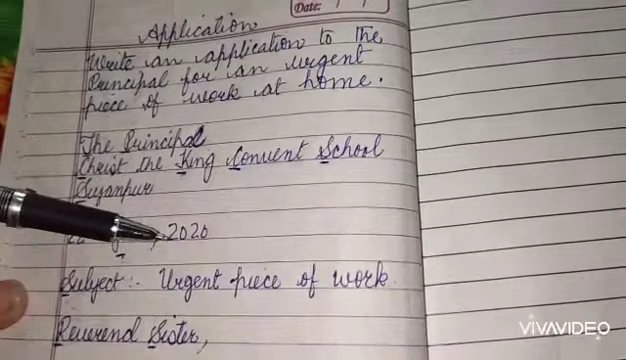 Date: / /
Application
Write an application to the
Principal for an urgent
piece of work at home.
The Principal
Christ the King Convent School
Sujanpur
, 2020
Subject:- Urgent piece of work
Reverend Sister,
VIVAVIDEO